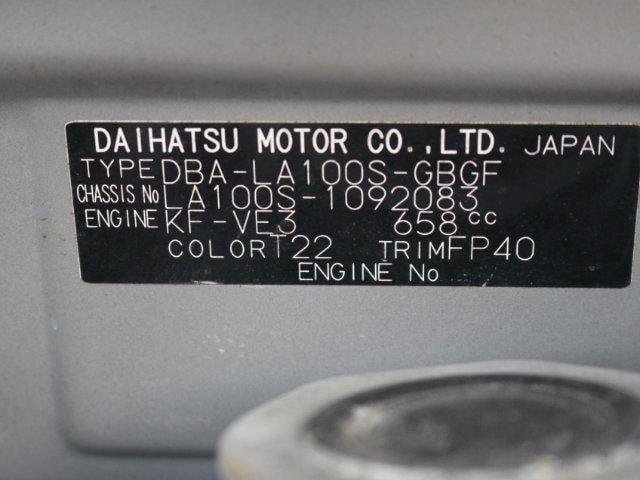 DAIHATSU MOTOR CO.,LTD. JAPAN
TYPE DBA-LA100S-GBGF
CHASSIS No LA100S-1092083
ENGINE KF-VE3 658cc
COLOR T22 TRIM FP40
ENGINE No